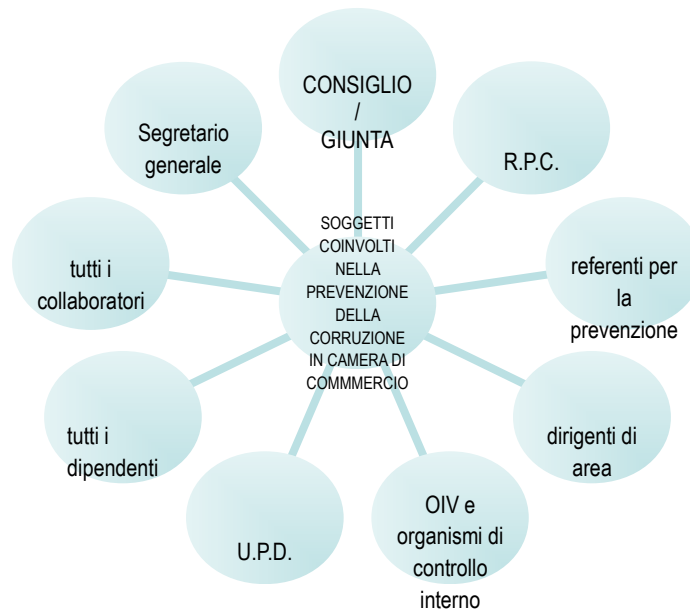 CONSIGLIO
/
GIUNTA
R.P.C.
referenti per
la
prevenzione
dirigenti di
area
OIV e
organismi di
controllo
interno
U.P.D.
tutti i
dipendenti
tutti i
collaboratori
Segretario
generale
SOGGETTI
COINVOLTI
NELLA
PREVENZIONE
DELLA
CORRUZIONE
IN CAMERA DI
COMMMERCIO